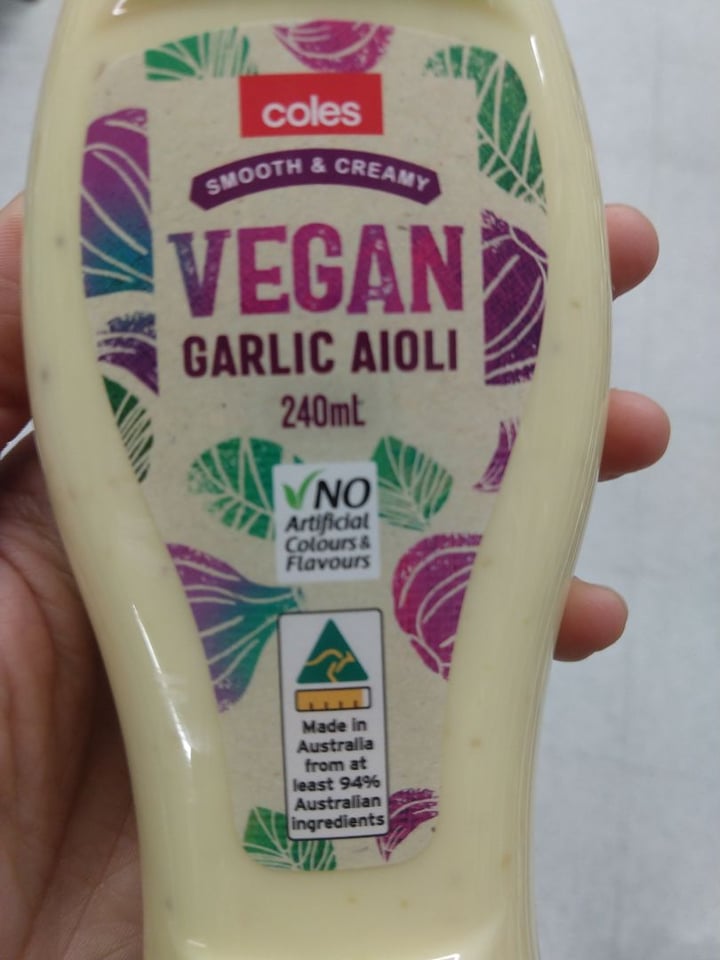 coles
SMOOTH & CREAMY
VEGAN
GARLIC AIOLI
240mL
NO
Artificial
Colours &
Flavours
Made in
Australia
from at
least 94%
Australian
ingredients